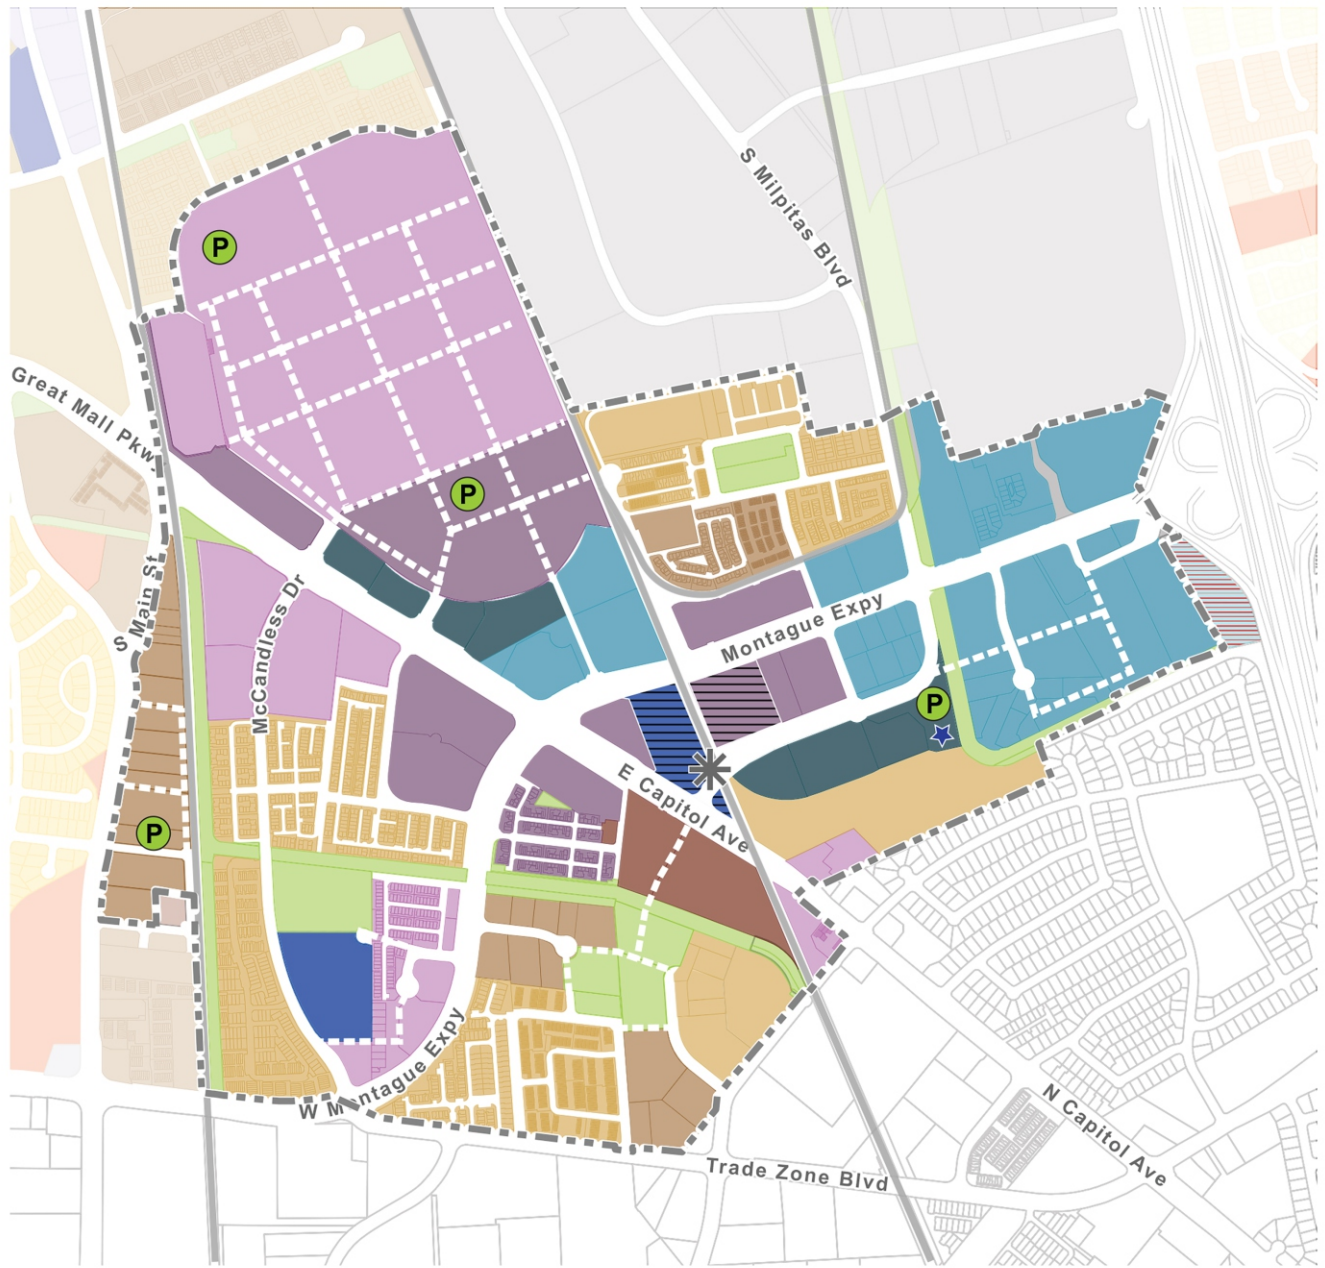 S Milpitas Blvd
P
Great Mall Pkwy
P
McCandless Dr
S Main St
Montague Expy
P
E Capitol Ave
P
W Montague Expy
N Capitol Ave
Trade Zone Blvd